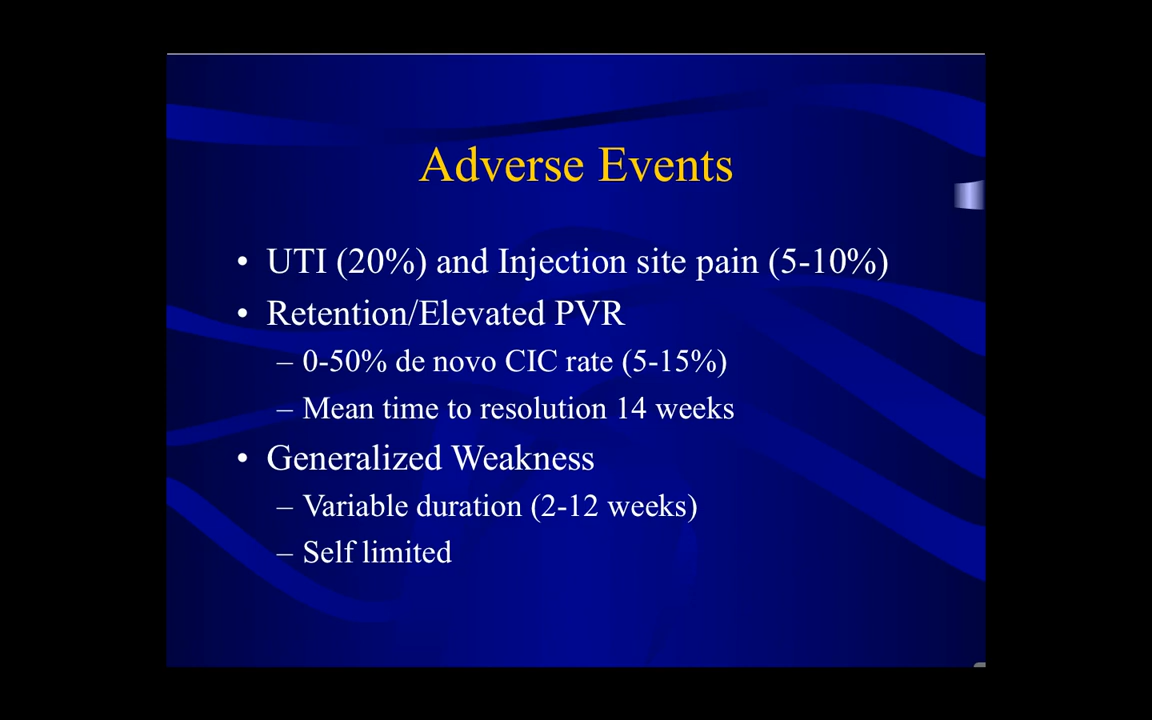 Adverse Events
• UTI (20%) and Injection site pain (5-10%)
• Retention/Elevated PVR
– 0-50% de novo CIC rate (5-15%)
– Mean time to resolution 14 weeks
• Generalized Weakness
– Variable duration (2-12 weeks)
– Self limited